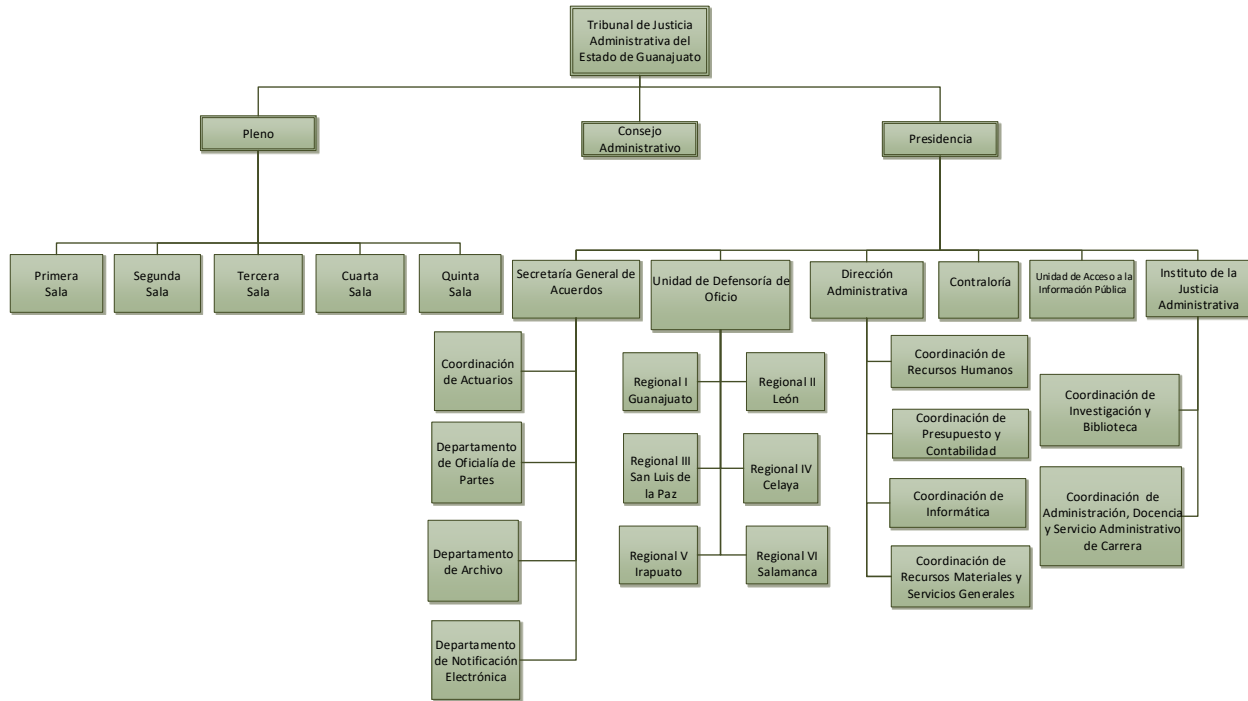 Tribunal de Justicia
Administrativa del
Estado de Guanajuato
Pleno
Consejo
Administrativo
Presidencia
Primera
Sala
Segunda
Sala
Tercera
Sala
Cuarta
Sala
Quinta
Sala
Secretaría General de
Acuerdos
Unidad de Defensoría de
Oficio
Dirección
Administrativa
Contraloría
Unidad de Acceso a la
Información Pública
Instituto de la
Justicia
Administrativa
Coordinación
de Actuarios
Departamento
de Oficialía de
Partes
Departamento
de Archivo
Departamento
de Notificación
Electrónica
Regional I
Guanajuato
Regional II
León
Regional III
San Luis de
la Paz
Regional IV
Celaya
Regional V
Irapuato
Regional VI
Salamanca
Coordinación de
Recursos Humanos
Coordinación de
Presupuesto y
Contabilidad
Coordinación de
Informática
Coordinación de
Recursos Materiales y
Servicios Generales
Coordinación de
Investigación y
Biblioteca
Coordinación de
Administración, Docencia
y Servicio Administrativo
de Carrera